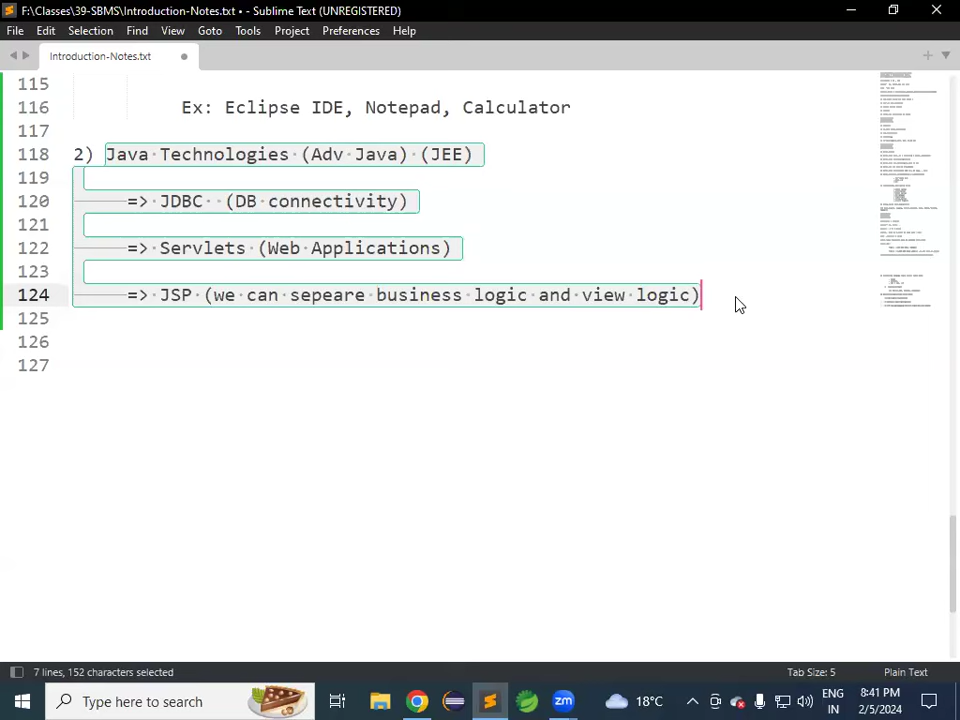 F:\Classes\39-SBMS\Introduction-Notes.txt • - Sublime Text (UNREGISTERED)
File Edit Selection Find View Goto Tools Project Preferences Help
Introduction-Notes.txt
115
116 Ex: Eclipse IDE, Notepad, Calculator
117
118 2) Java Technologies (Adv Java) (JEE)
119
120 => JDBC (DB connectivity)
121
122 => Servlets (Web Applications)
123
124 => JSP (we can sepeare business logic and view logic)
125
126
127
7 lines, 152 characters selected Tab Size: 5 Plain Text
Type here to search zm 18°C ENG IN 8:41 PM 2/5/2024